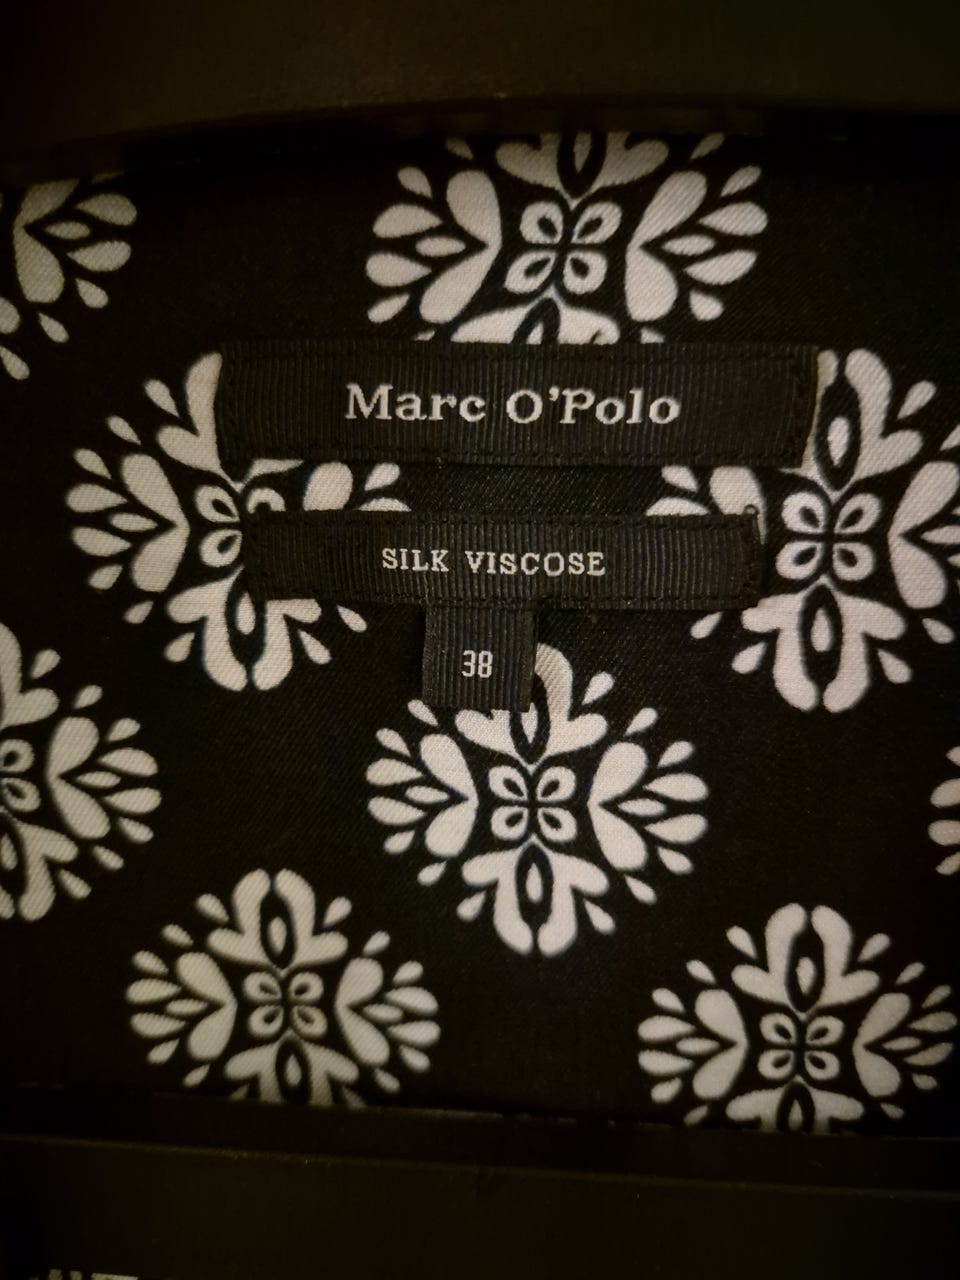 Marc O'Polo
SILK VISCOSE
38